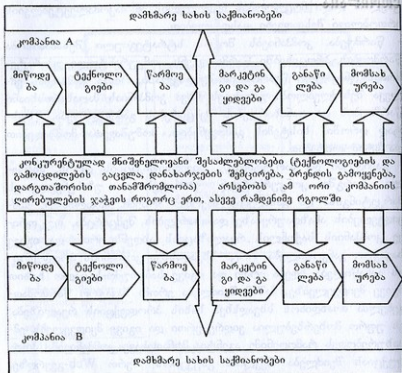 დამხმარე სახის საქმიანობები
კომპანია A
მიწოდე ტექნოლო წარმოე მარკეტინ განაწი მომსახ
ბა გიები ბა გი და გა ლება ურება
ყიდვები
კონკურენტულად მნიშვნელოვანი შესაძლებლობები (ტექნოლოგიების და
გამოცდილების გაცვლა, დანახარჯების შემცირება, ბრენდის გამოყენება,
დარგთაშორისი თანამშრომლობა) არსებობს ამ ორი კომპანიის
ღირებულების ჯაჭვის როგორც ერთ, ასევე რამდენიმე რგოლში
მიწოდე ტექნოლო წარმოე მარკეტინ განაწი მომსახ
ბა გიები ბა გი და გა ლება ურება
ყიდვები
კომპანია B
დამხმარე სახის საქმიანობები